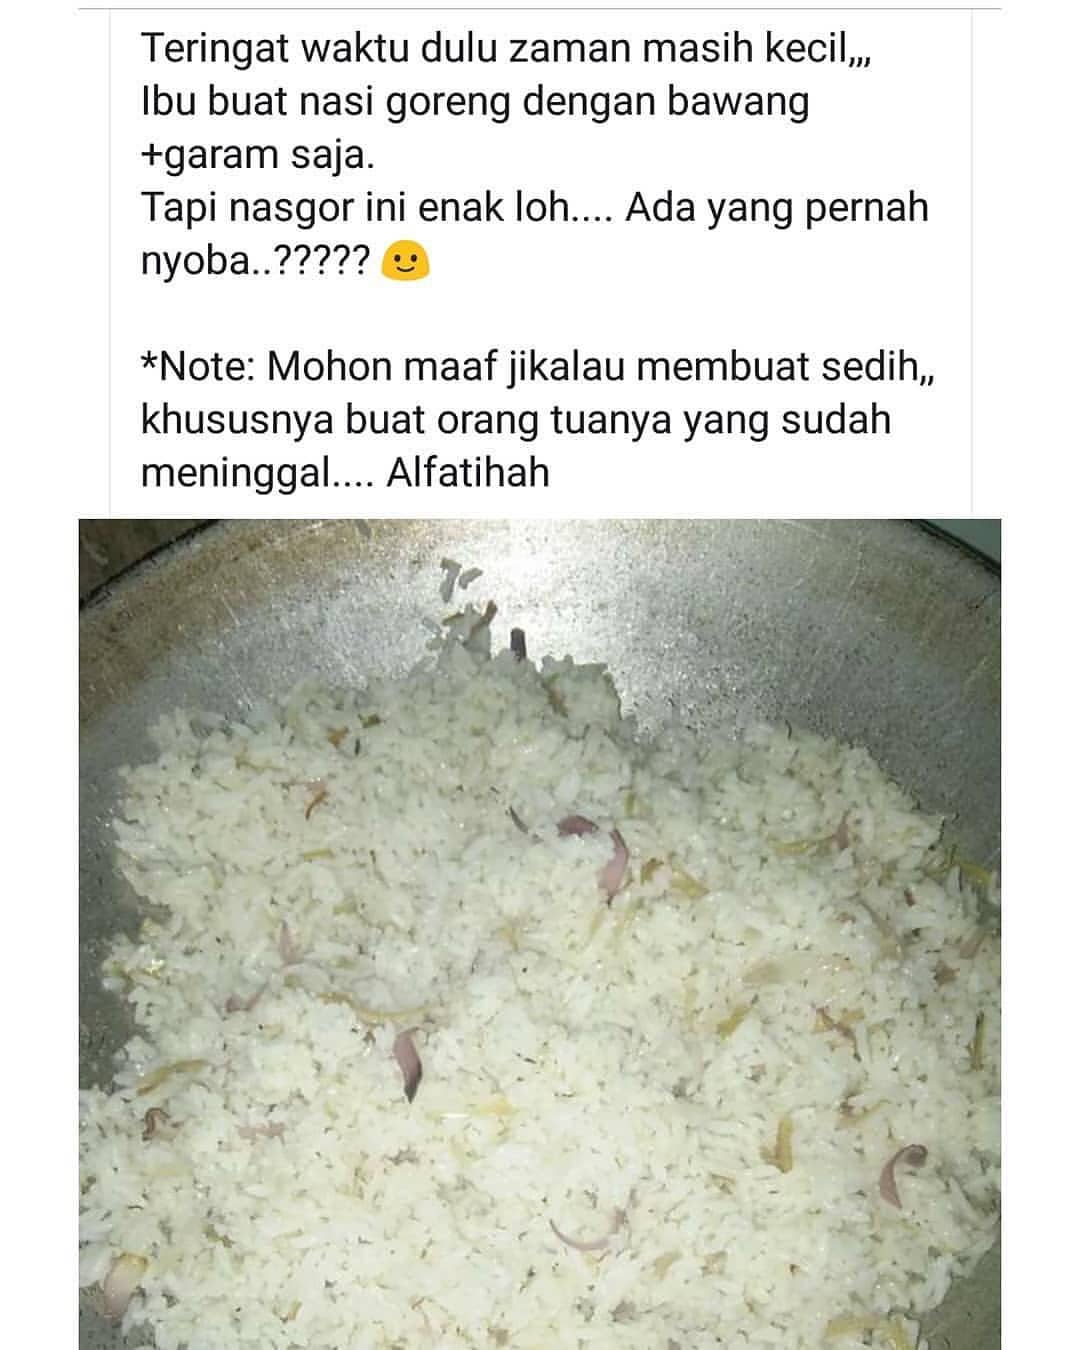 Teringat waktu dulu zaman masih kecil,,,
Ibu buat nasi goreng dengan bawang
+garam saja.
Tapi nasgor ini enak loh.... Ada yang pernah
nyoba..????? 🙂
*Note: Mohon maaf jikalau membuat sedih,,
khususnya buat orang tuanya yang sudah
meninggal.... Alfatihah